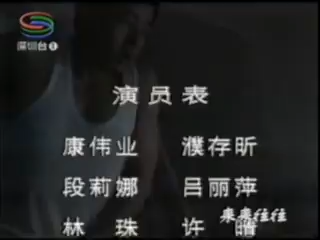 深圳台①
演员表
康伟业 濮存昕
段莉娜 吕丽萍
林珠 许晴
来来往往